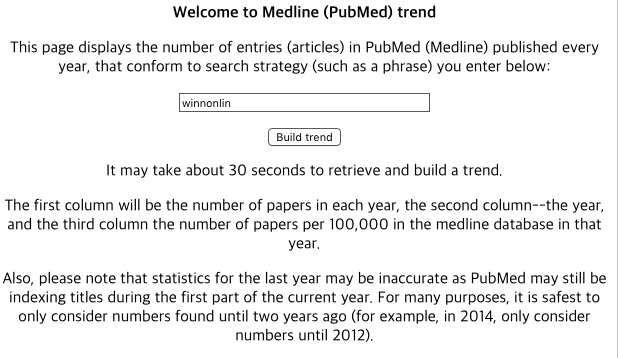 Welcome to Medline (PubMed) trend
This page displays the number of entries (articles) in PubMed (Medline) published every
year, that conform to search strategy (such as a phrase) you enter below:
winnonlin
Build trend
It may take about 30 seconds to retrieve and build a trend.
The first column will be the number of papers in each year, the second column--the year,
and the third column the number of papers per 100,000 in the medline database in that
year.
Also, please note that statistics for the last year may be inaccurate as PubMed may still be
indexing titles during the first part of the current year. For many purposes, it is safest to
only consider numbers found until two years ago (for example, in 2014, only consider
numbers until 2012).